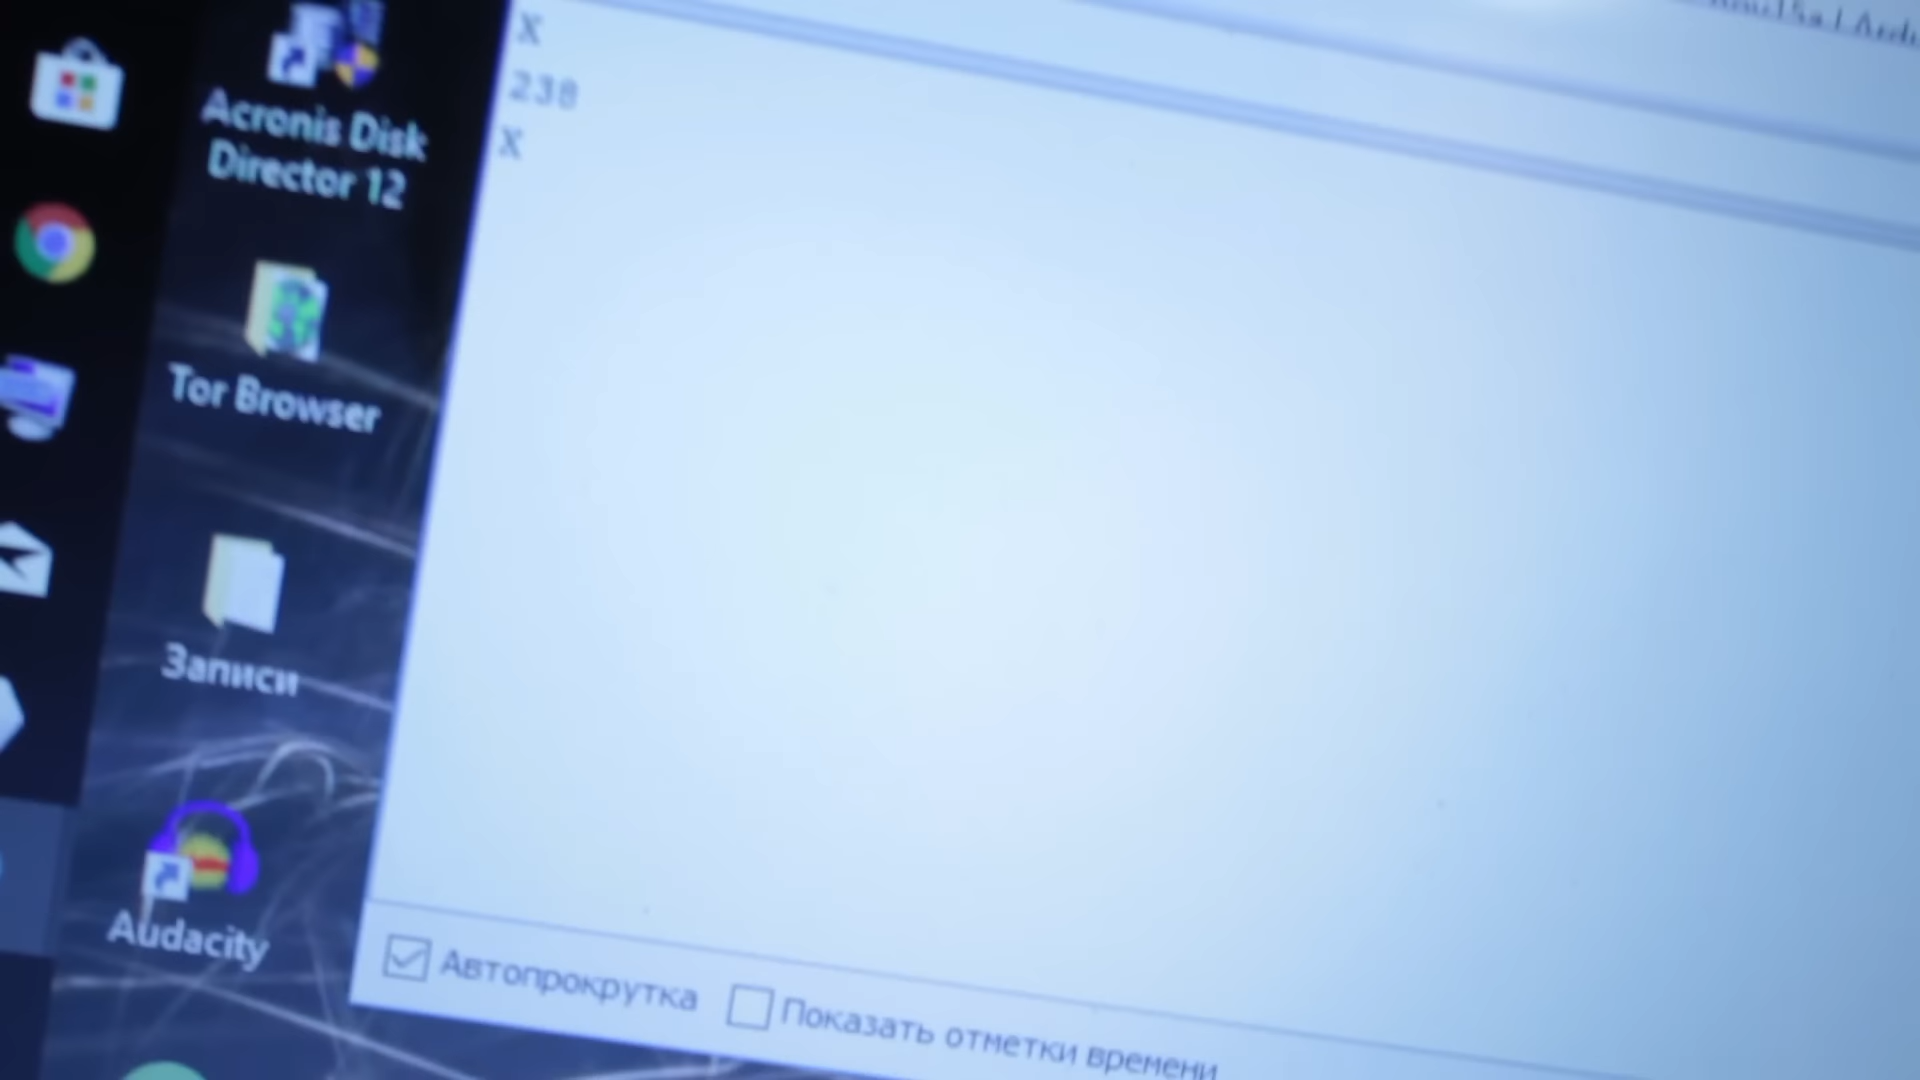 Acronis Disk
Director 12
Tor Browser
Записи
Audacity
X
238
X
Автопрокрутка
Показать отметки времени